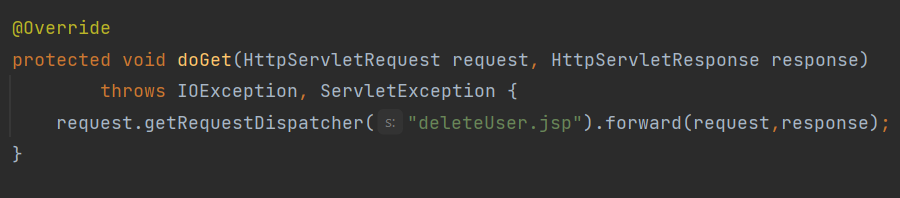 @Override
protected void doGet(HttpServletRequest request, HttpServletResponse response)
throws IOException, ServletException {
request.getRequestDispatcher( s: "deleteUser.jsp").forward(request,response);
}